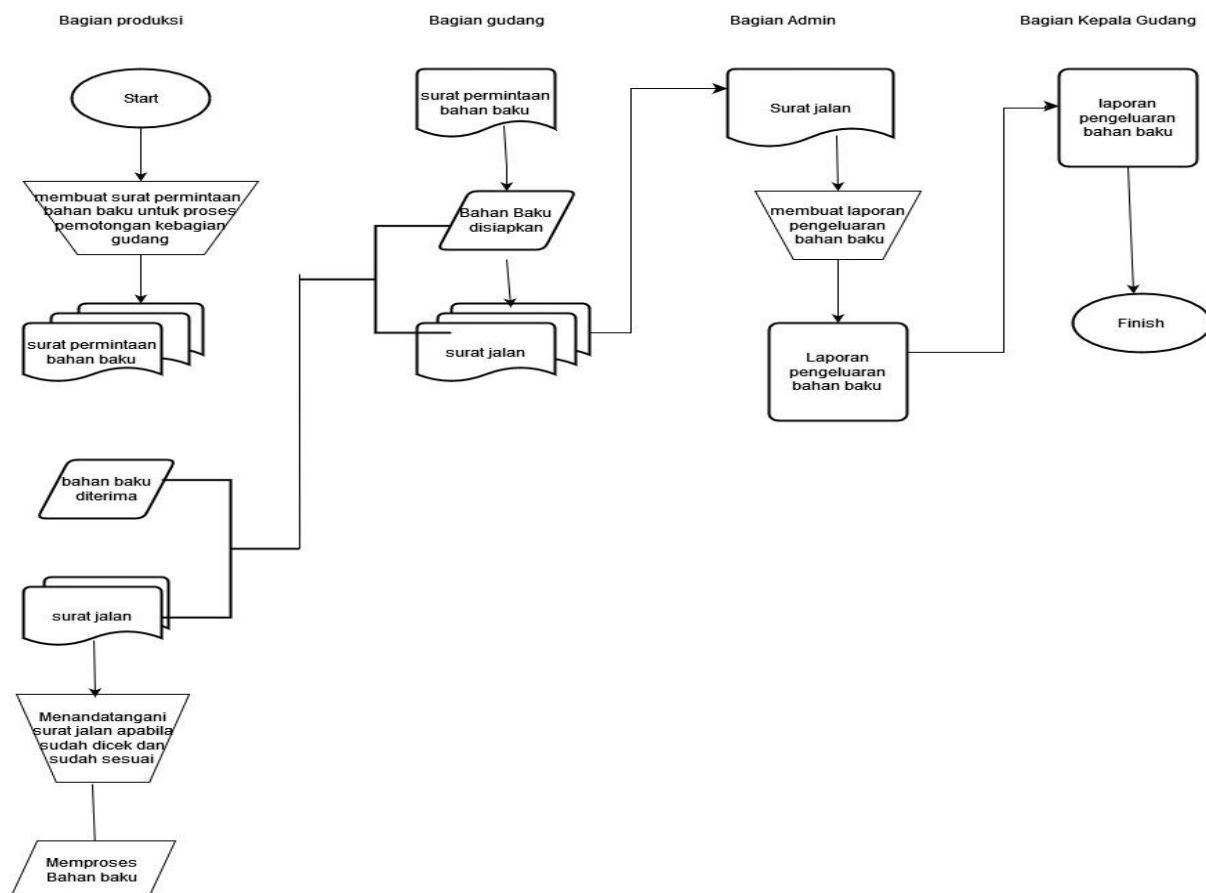 Bagian produksi
Bagian gudang
Bagian Admin
Bagian Kepala Gudang
Start
membuat surat permintaan
bahan baku untuk proses
pemotongan kebagian
gudang
surat permintaan
bahan baku
bahan baku
diterima
surat jalan
Menandatangani
surat jalan apabila
sudah dicek dan
sudah sesuai
Memproses
Bahan baku
surat permintaan
bahan baku
Bahan Baku
disiapkan
surat jalan
Surat jalan
membuat laporan
pengeluaran
bahan baku
Laporan
pengeluaran
bahan baku
laporan
pengeluaran
bahan baku
Finish